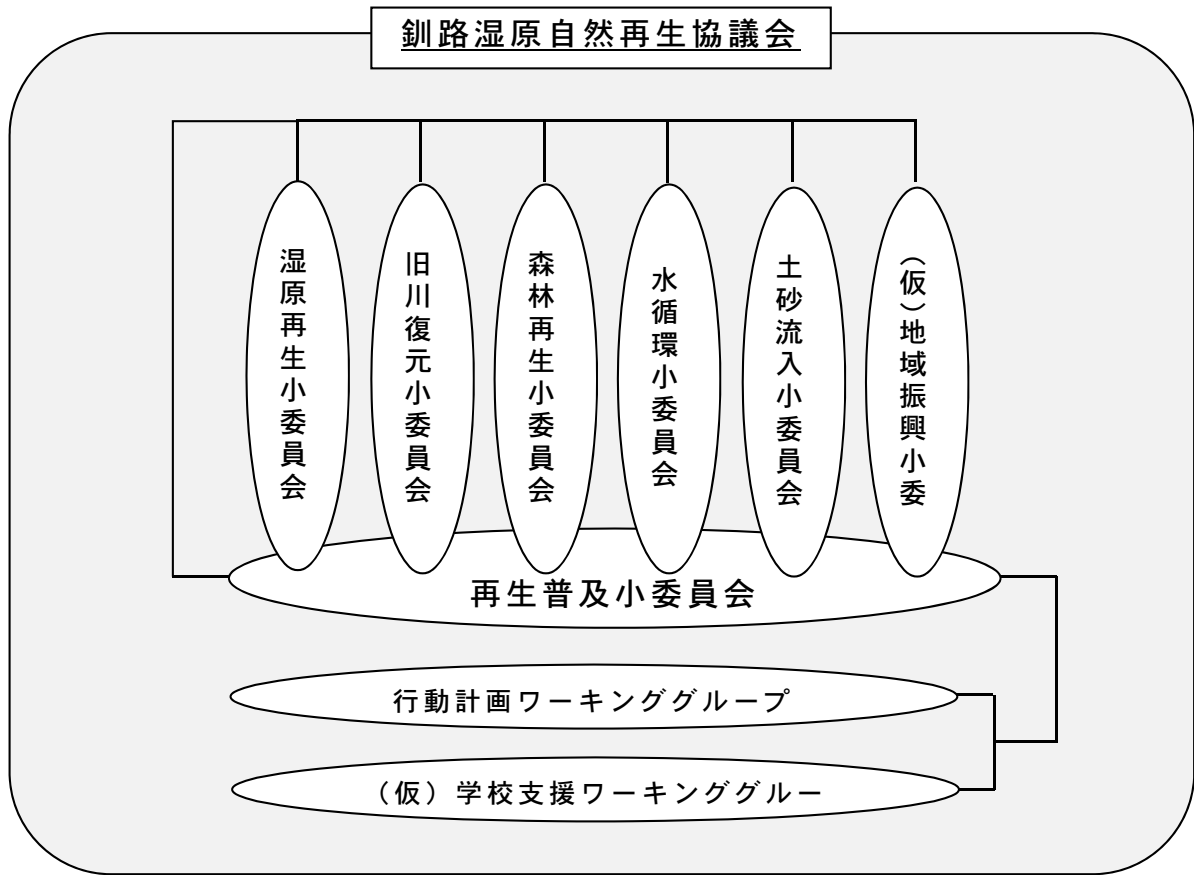 釧路湿原自然再生協議会
湿原再生小委員会
旧川復元小委員会
森林再生小委員会
水循環小委員会
土砂流入小委員会
（仮）地域振興小委
再生普及小委員会
行動計画ワーキンググループ
（仮）学校支援ワーキンググルー